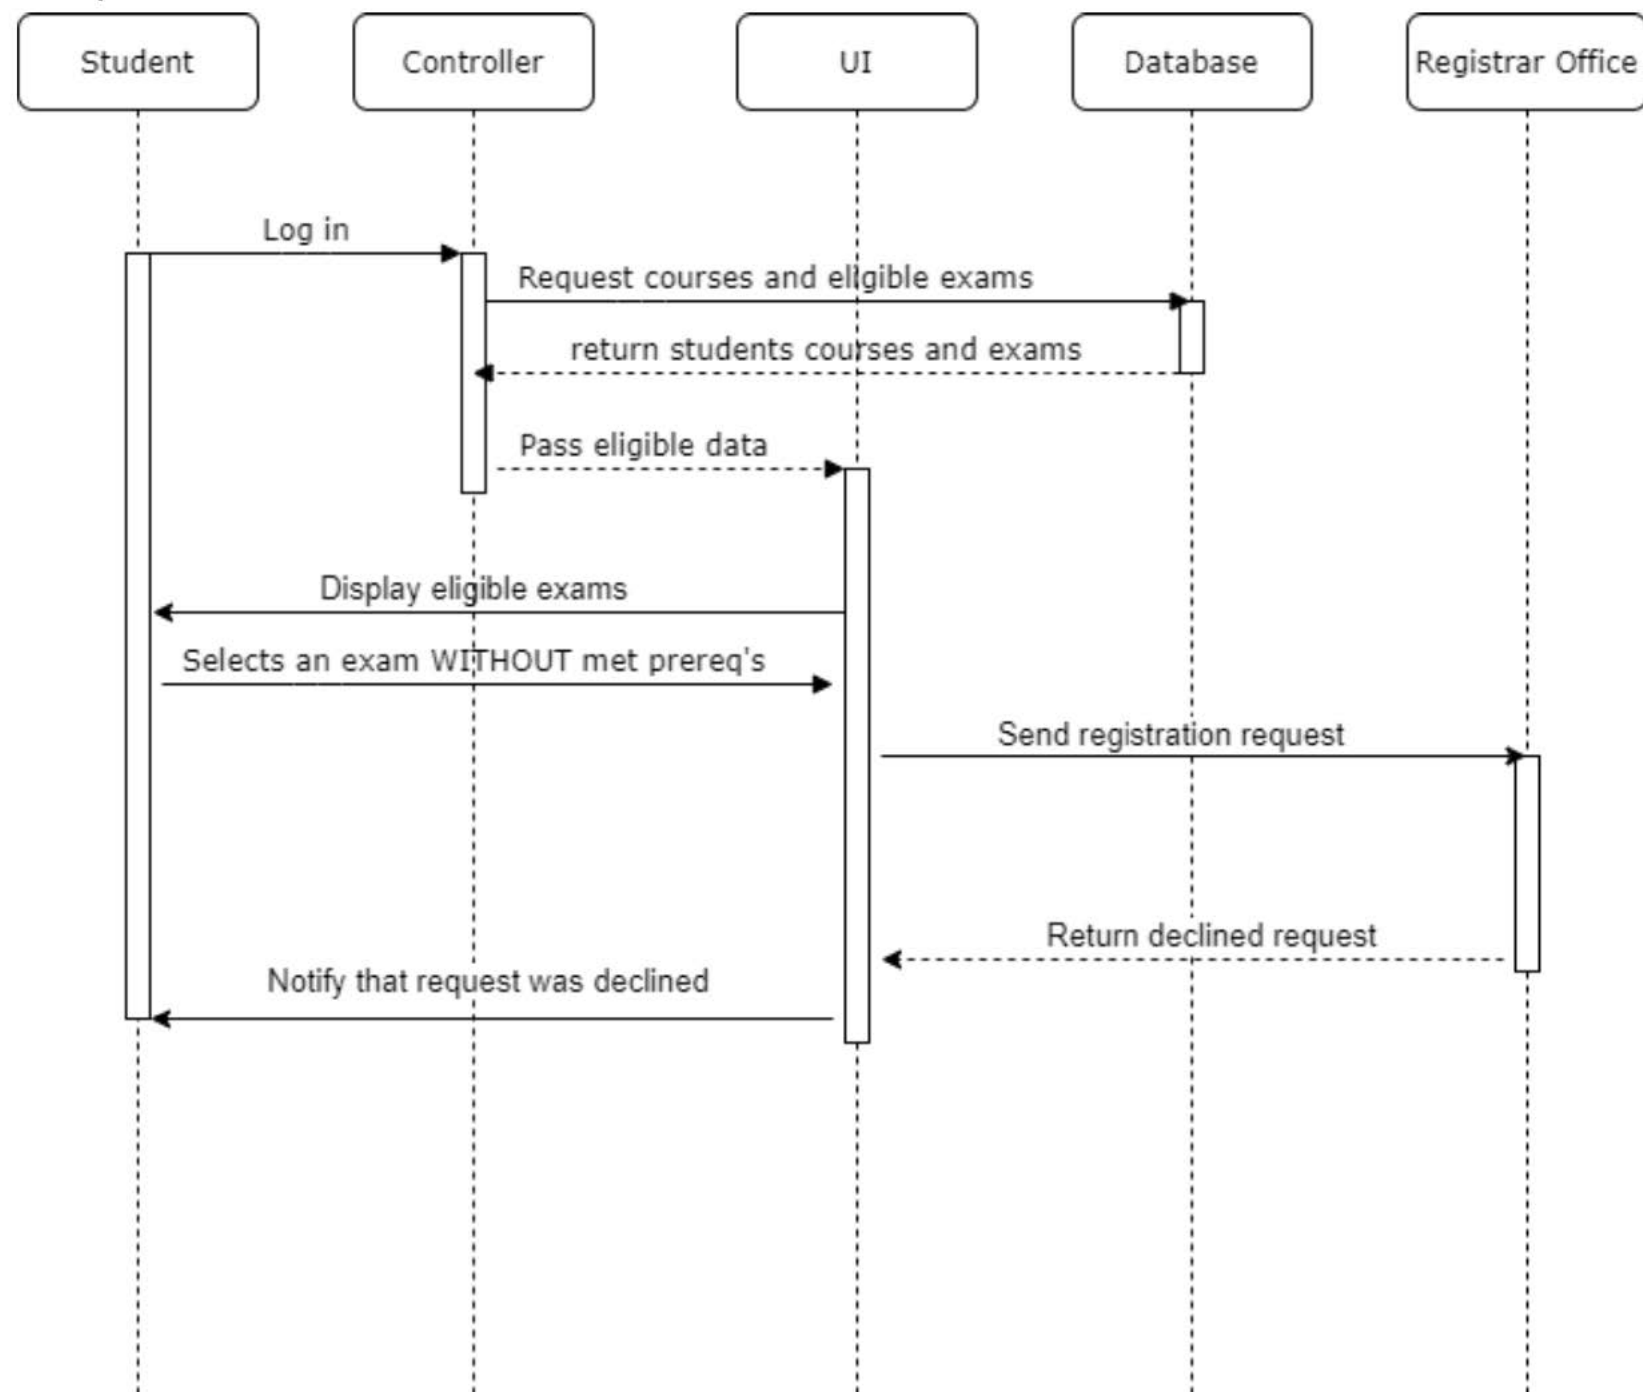 Student
Controller
UI
Database
Registrar Office
Log in
Request courses and eligible exams
return students courses and exams
Pass eligible data
Display eligible exams
Selects an exam WITHOUT met prereq's
Send registration request
Return declined request
Notify that request was declined